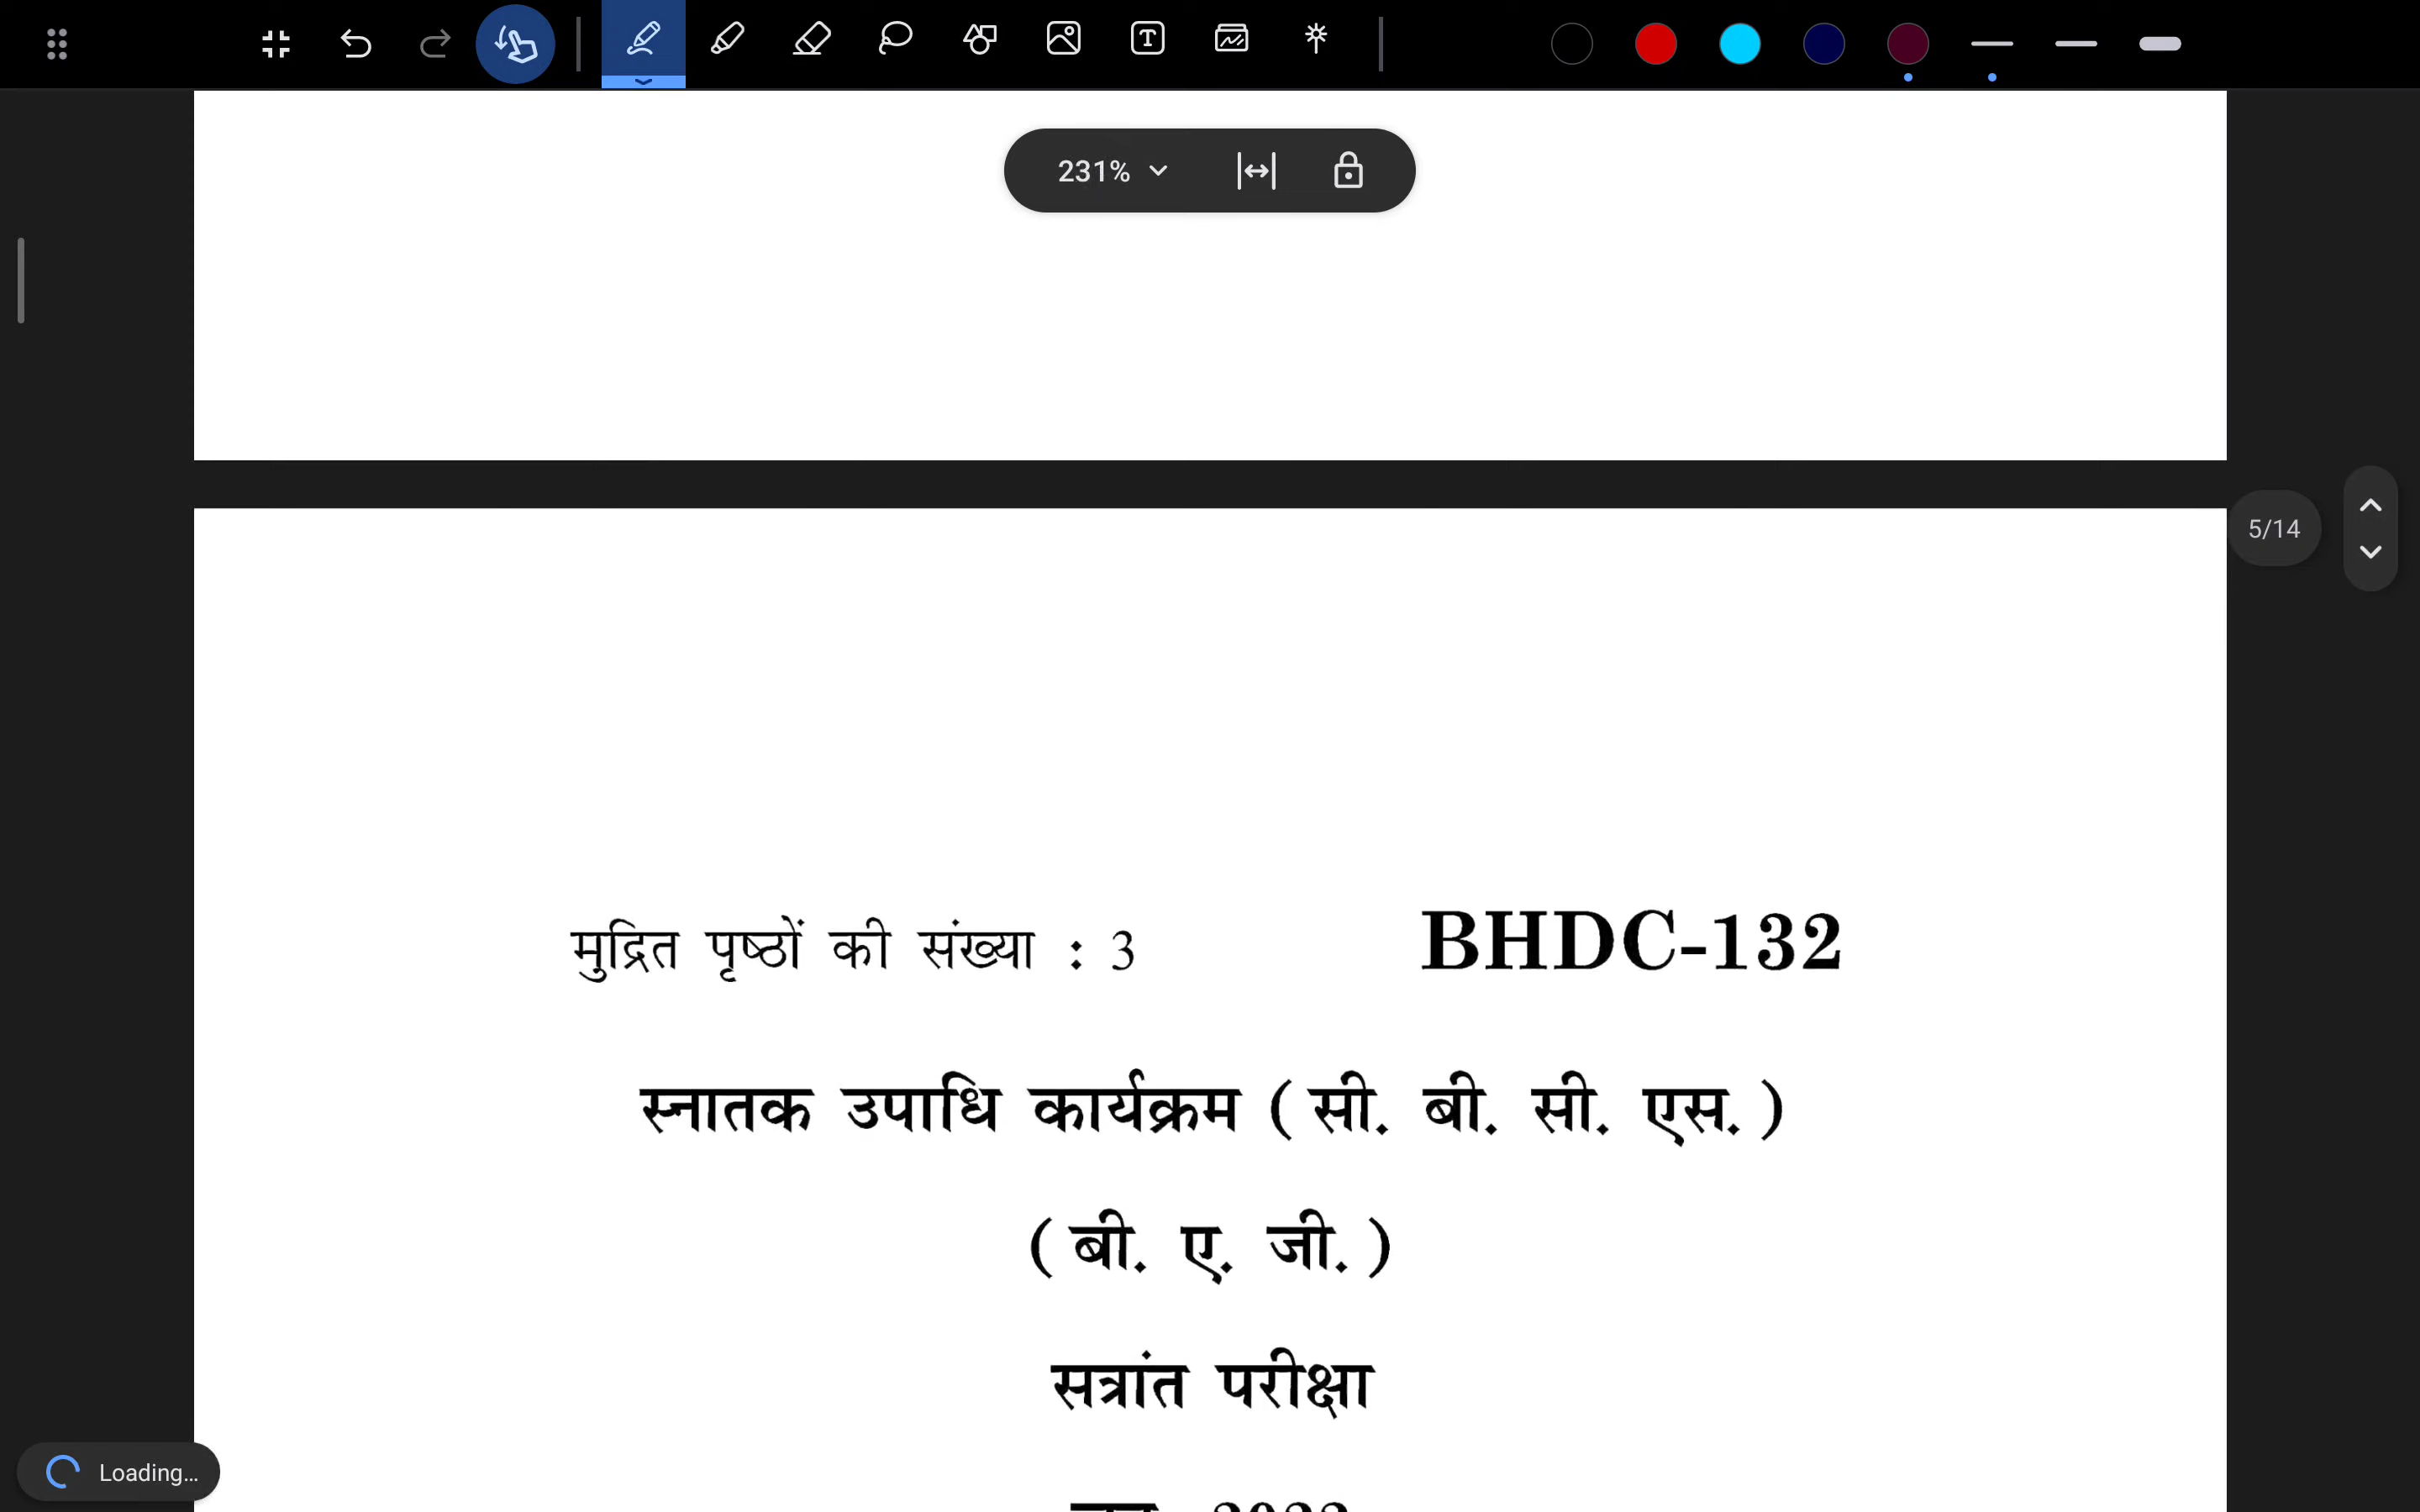 231%
5/14
मुद्रित पृष्ठों की संख्या : 3 BHDC-132
स्नातक उपाधि कार्यक्रम ( सी. बी. सी. एस. )
( बी. ए. जी. )
सत्रांत परीक्षा
Loading...